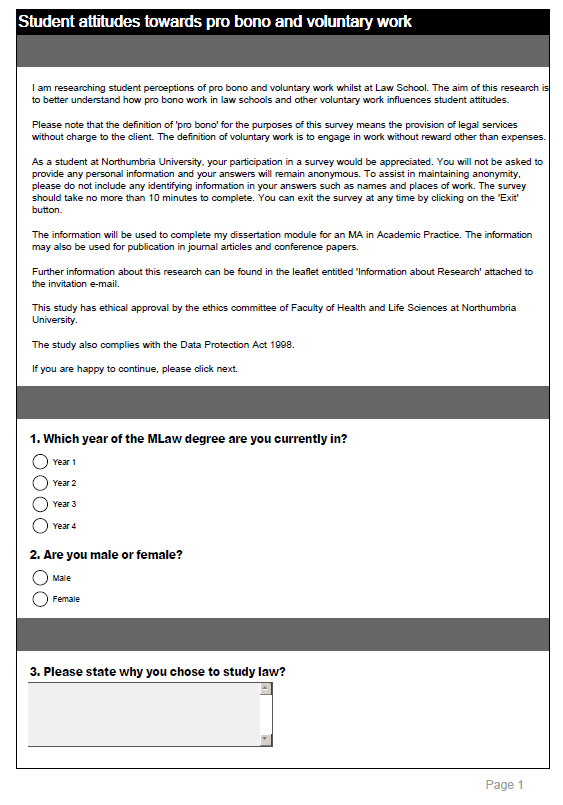 Student attitudes towards pro bono and voluntary work
I am researching student perceptions of pro bono and voluntary work whilst at Law School. The aim of this research is
to better understand how pro bono work in law schools and other voluntary work influences student attitudes.
Please note that the definition of 'pro bono' for the purposes of this survey means the provision of legal services
without charge to the client. The definition of voluntary work is to engage in work without reward other than expenses.
As a student at Northumbria University, your participation in a survey would be appreciated. You will not be asked to
provide any personal information and your answers will remain anonymous. To assist in maintaining anonymity,
please do not include any identifying information in your answers such as names and places of work. The survey
should take no more than 10 minutes to complete. You can exit the survey at any time by clicking on the 'Exit'
button.
The information will be used to complete my dissertation module for an MA in Academic Practice. The information
may also be used for publication in journal articles and conference papers.
Further information about this research can be found in the leaflet entitled 'Information about Research' attached to
the invitation e-mail.
This study has ethical approval by the ethics committee of Faculty of Health and Life Sciences at Northumbria
University.
The study also complies with the Data Protection Act 1998.
If you are happy to continue, please click next.
1. Which year of the MLaw degree are you currently in?
Year 1
Year 2
Year 3
Year 4
2. Are you male or female?
Male
Female
3. Please state why you chose to study law?
Page 1